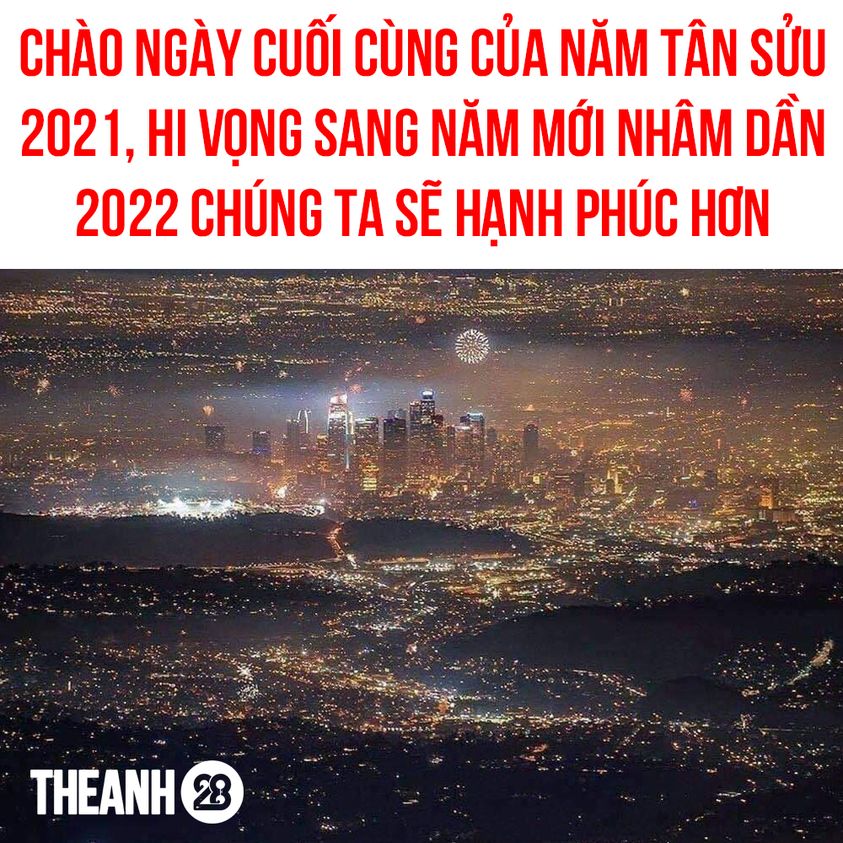 CHÀO NGÀY CUỐI CÙNG CỦA NĂM TÂN SỬU
2021, HI VỌNG SANG NĂM MỚI NHÂM DẦN
2022 CHÚNG TA SẼ HẠNH PHÚC HƠN
THEANH 28